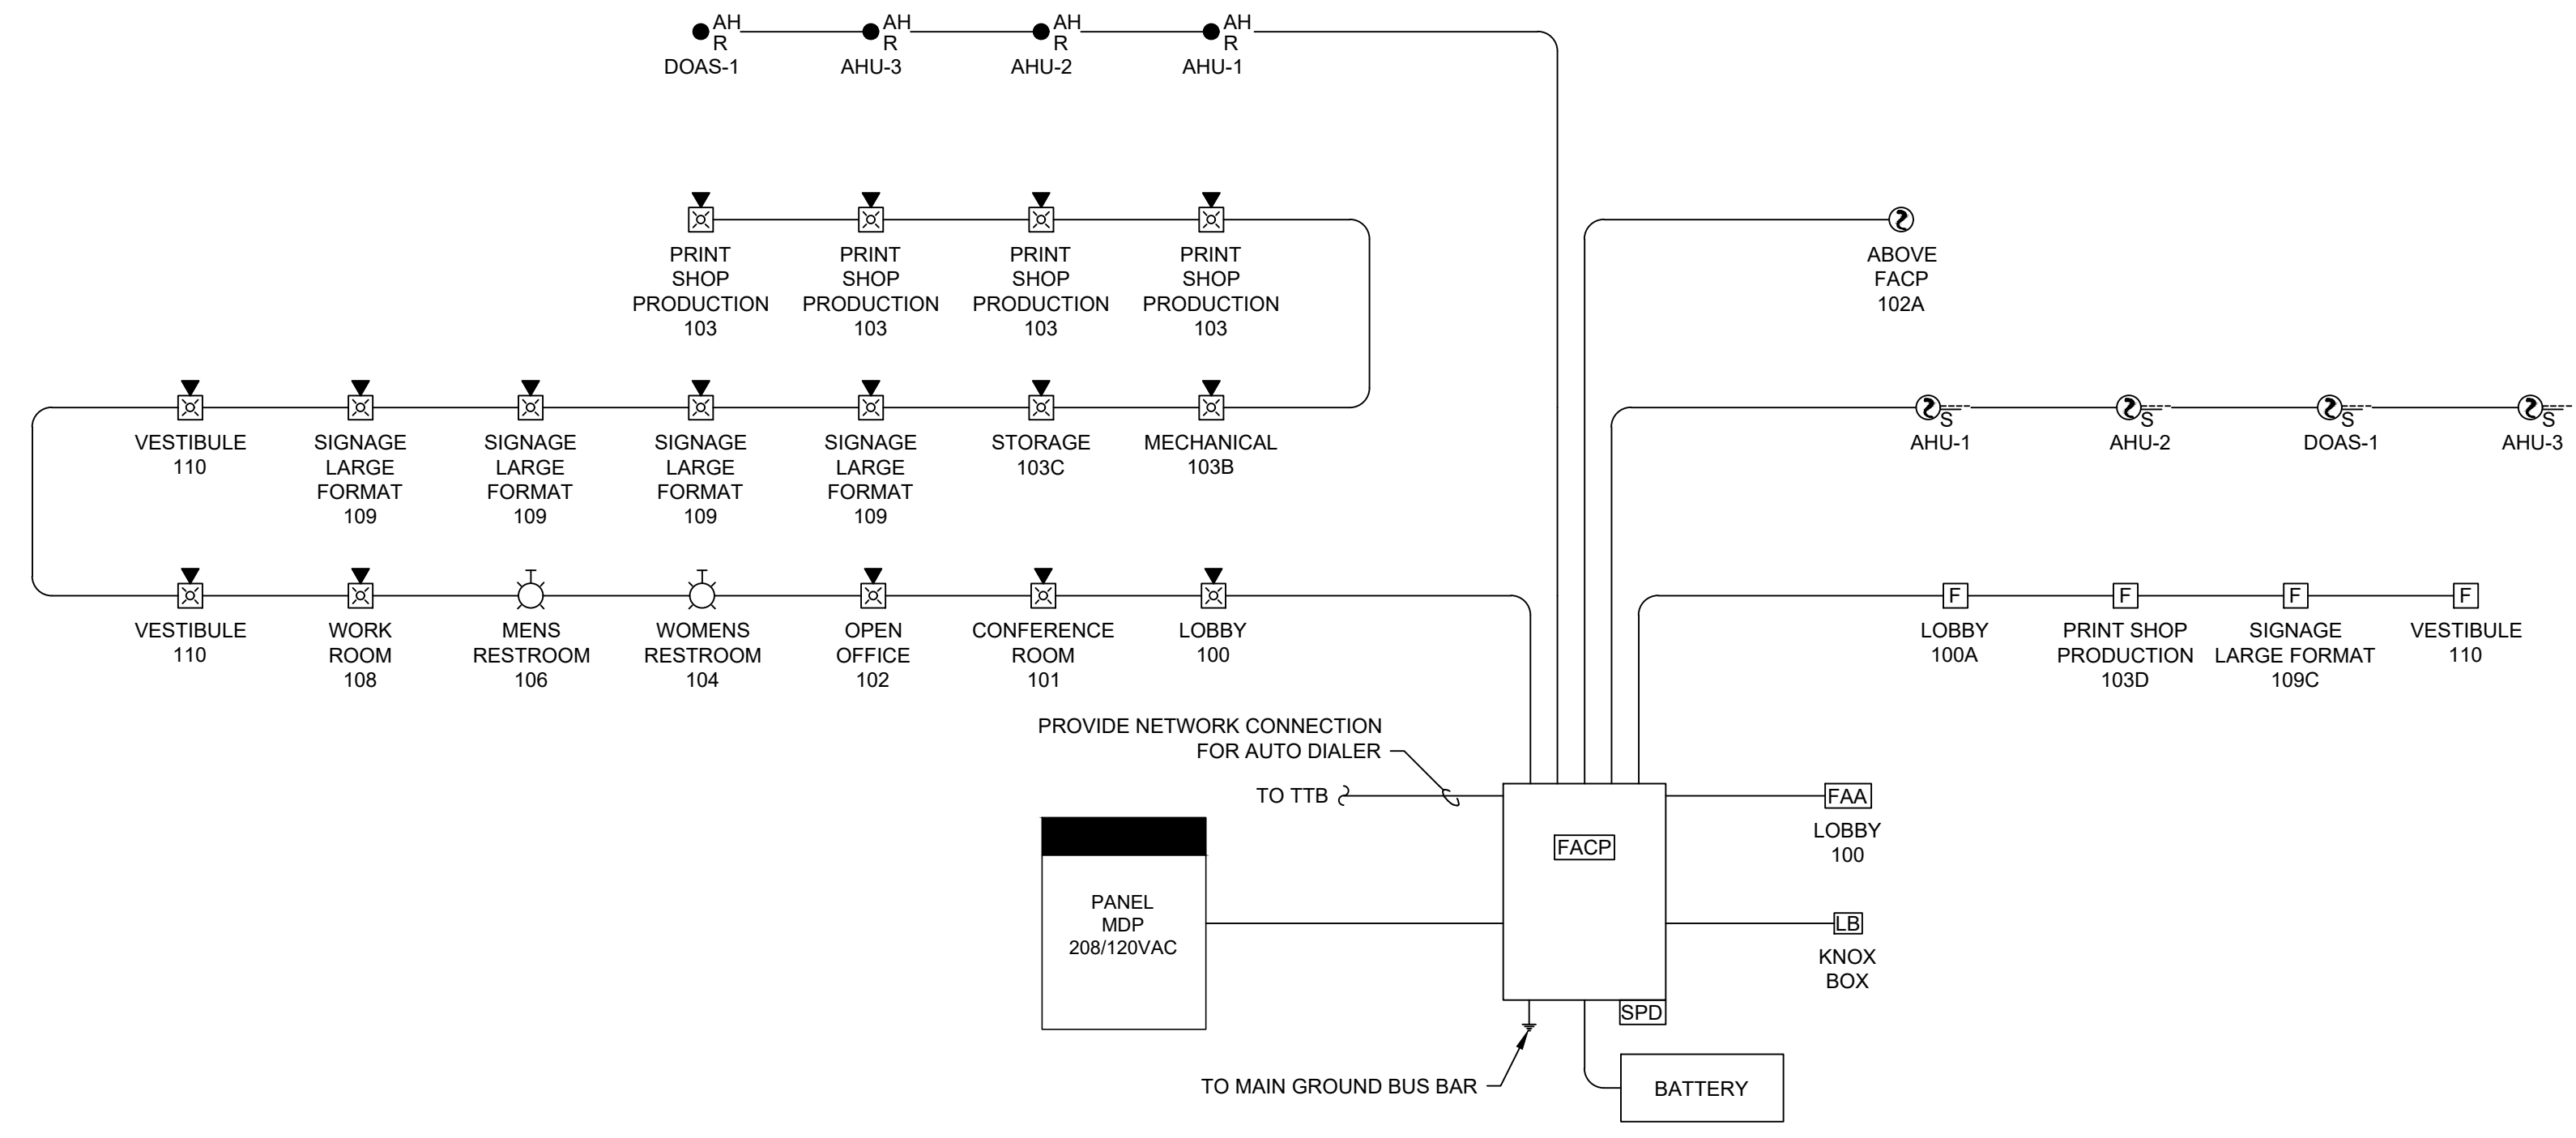 AH AH AH AH
R R R R
DOAS-1 AHU-3 AHU-2 AHU-1
PRINT
SHOP
PRODUCTION
103
PRINT
SHOP
PRODUCTION
103
PRINT
SHOP
PRODUCTION
103
PRINT
SHOP
PRODUCTION
103
ABOVE
FACP
102A
VESTIBULE
110
SIGNAGE
LARGE
FORMAT
109
SIGNAGE
LARGE
FORMAT
109
SIGNAGE
LARGE
FORMAT
109
SIGNAGE
LARGE
FORMAT
109
STORAGE
103C
MECHANICAL
103B
S S S S
AHU-1 AHU-2 DOAS-1 AHU-3
VESTIBULE
110
WORK
ROOM
108
MENS
RESTROOM
106
WOMENS
RESTROOM
104
OPEN
OFFICE
102
CONFERENCE
ROOM
101
LOBBY
100
F F F F
LOBBY
100A
PRINT SHOP
PRODUCTION
103D
SIGNAGE
LARGE FORMAT
109C
VESTIBULE
110
PROVIDE NETWORK CONNECTION
FOR AUTO DIALER
TO TTB
FACP
FAA
LOBBY
100
PANEL
MDP
208/120VAC
LB
KNOX
BOX
SPD
TO MAIN GROUND BUS BAR
BATTERY